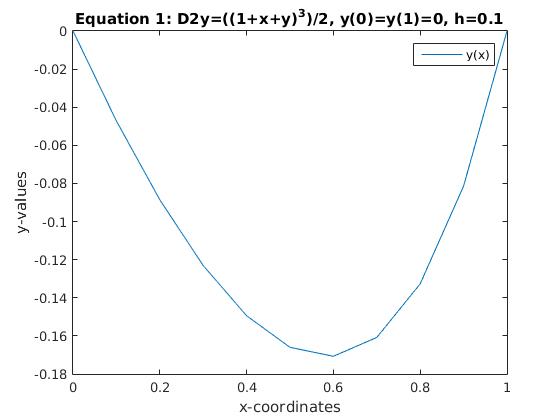 Equation 1: D2y=((1+x+y)^3)/2, y(0)=y(1)=0, h=0.1
y(x)
0
-0.02
-0.04
-0.06
-0.08
-0.1
-0.12
-0.14
-0.16
-0.18
y-values
0 0.2 0.4 0.6 0.8 1
x-coordinates